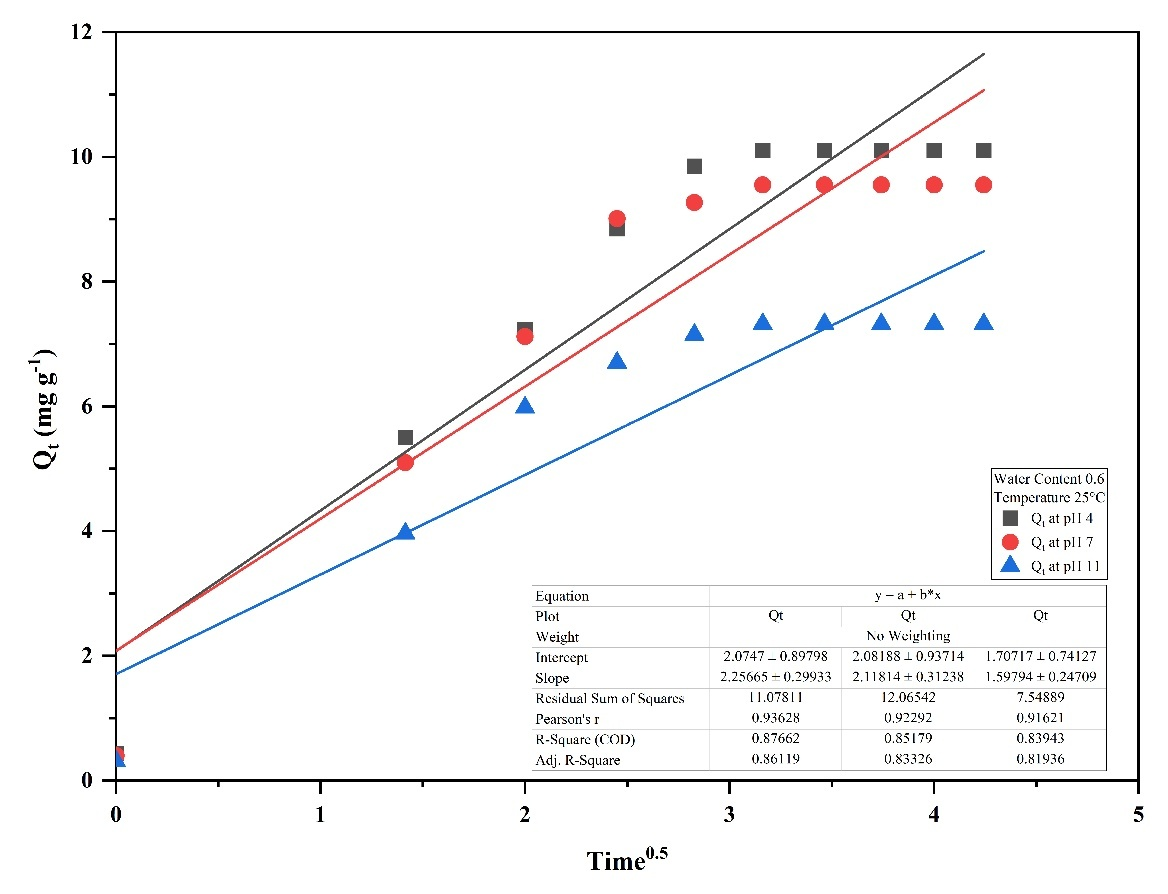 12
10
8
6
4
2
0
Qt (mg g-1)
0 1 2 3 4 5
Time0.5
Water Content 0.6
Temperature 25°C
Qt at pH 4
Qt at pH 7
Qt at pH 11
Equation y = a + b*x
Plot Qt Qt Qt
Weight No Weighting
Intercept 2.0747 ± 0.89798 2.08188 ± 0.93714 1.70717 ± 0.74127
Slope 2.25665 ± 0.29933 2.11814 ± 0.31238 1.59794 ± 0.24709
Residual Sum of Squares 11.07811 12.06542 7.54889
Pearson's r 0.93628 0.92292 0.91621
R-Square (COD) 0.87662 0.85179 0.83943
Adj. R-Square 0.86119 0.83326 0.81936